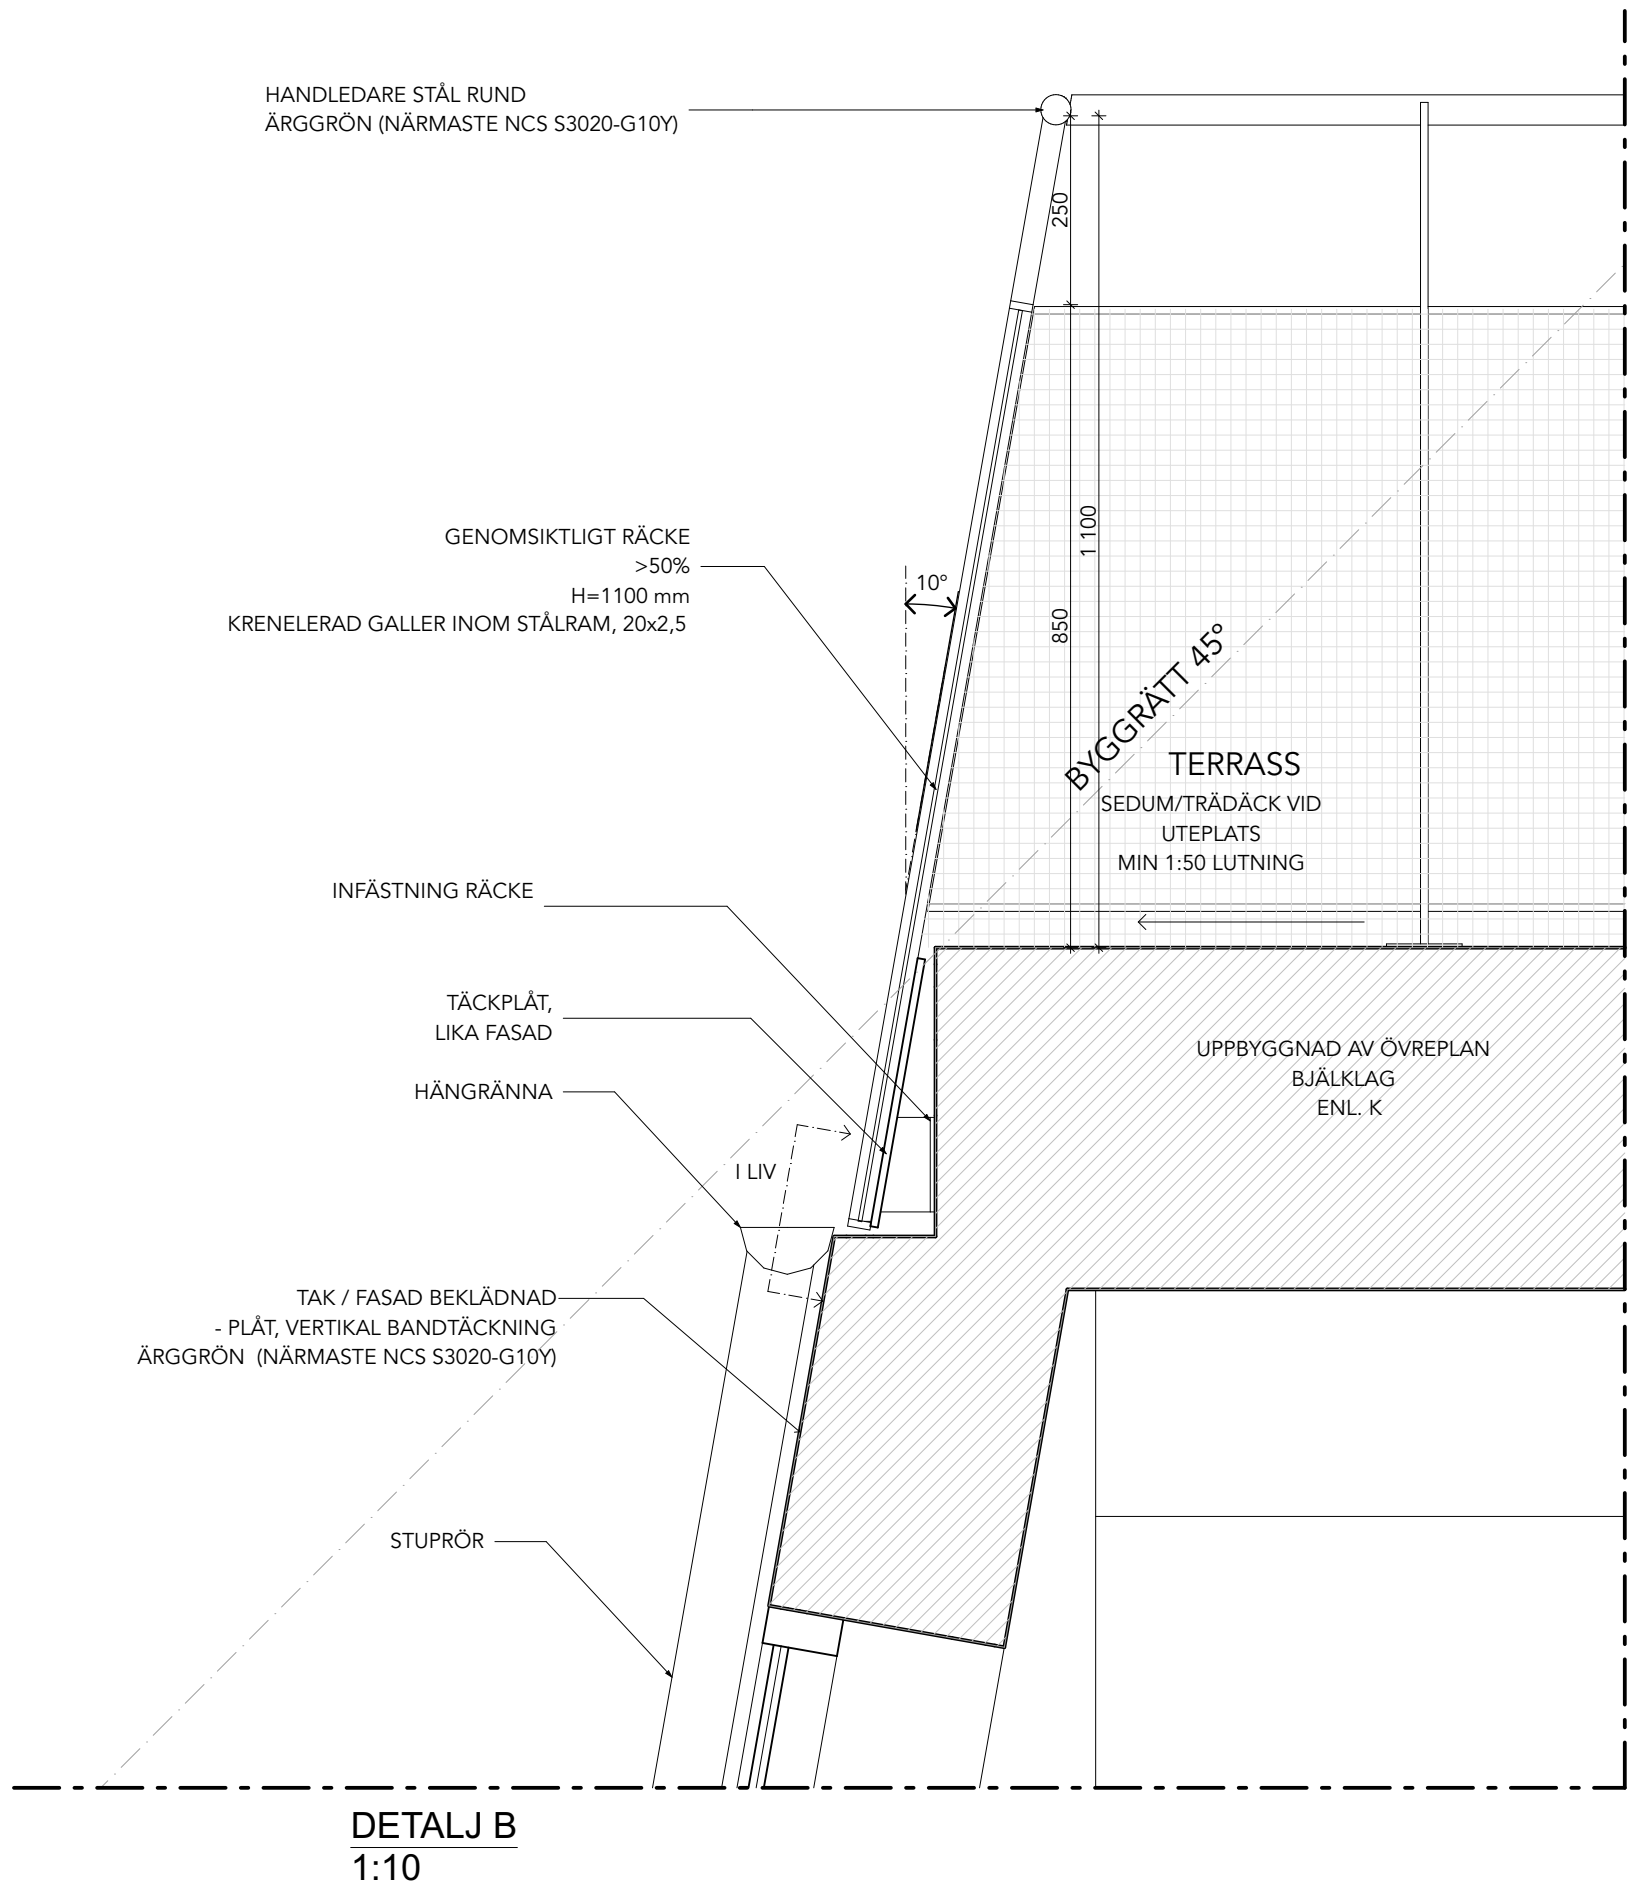 HANDLEDARE STÅL RUND
ÄRGGRÖN (NÄRMASTE NCS S3020-G10Y)
250
GENOMSIKTLIGT RÄCKE
>50%
H=1100 mm
KRENELERAD GALLER INOM STÅLRAM, 20x2,5
10°
1 100
850
BYGGRÄTT 45°
TERRASS
SEDUM/TRÄDÄCK VID
UTEPLATS
MIN 1:50 LUTNING
INFÄSTNING RÄCKE
TÄCKPLÅT,
LIKA FASAD
UPPBYGGNAD AV ÖVREPLAN
BJÄLKLAG
ENL. K
HÄNGRÄNNA
I LIV
TAK / FASAD BEKLÄDNAD
- PLÅT, VERTIKAL BANDTÄCKNING
ÄRGGRÖN (NÄRMASTE NCS S3020-G10Y)
STUPRÖR
DETALJ B
1:10